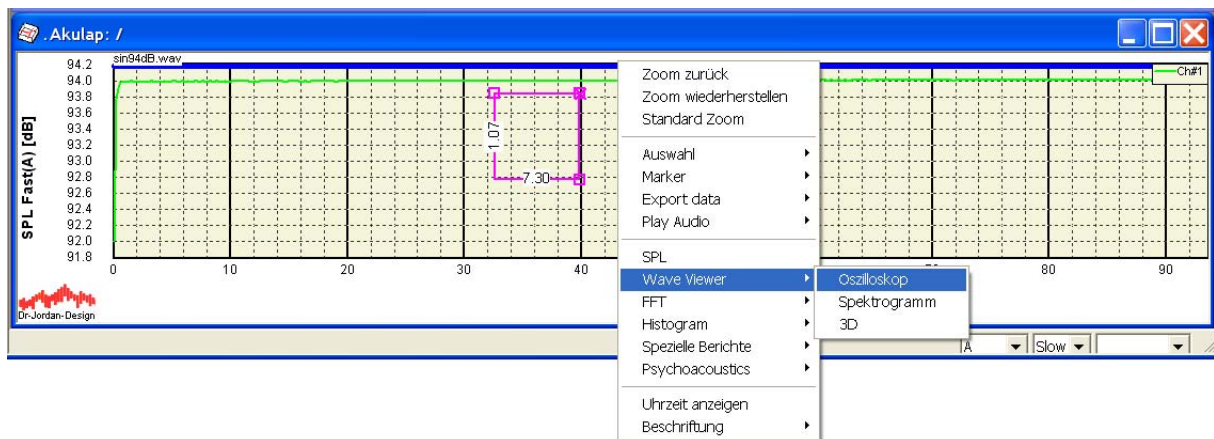 .Akulap: /
sin94dB.wav
Ch#1
SPL Fast(A) [dB]
94.2
94.0
93.8
93.6
93.4
93.2
93.0
92.8
92.6
92.4
92.2
92.0
91.8
1.07
7.30
0 10 20 30 40 80 90
Dr-Jordan-Design
Zoom zurück
Zoom wiederherstellen
Standard Zoom
Auswahl
Marker
Export data
Play Audio
SPL
Wave Viewer
FFT
Histogram
Spezielle Berichte
Psychoacoustics
Uhrzeit anzeigen
Beschriftung
Oszilloskop
Spektrogramm
3D
A Slow